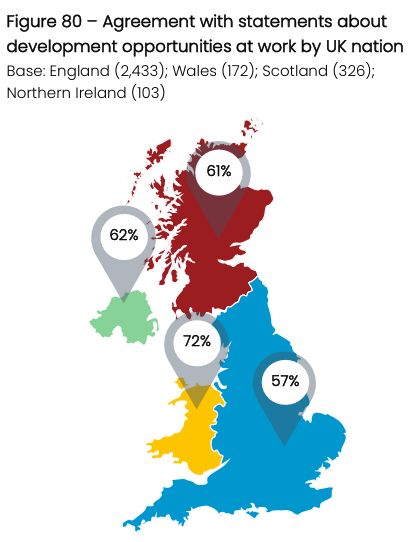 Figure 80 – Agreement with statements about
development opportunities at work by UK nation
Base: England (2,433); Wales (172); Scotland (326);
Northern Ireland (103)
61%
62%
72%
57%